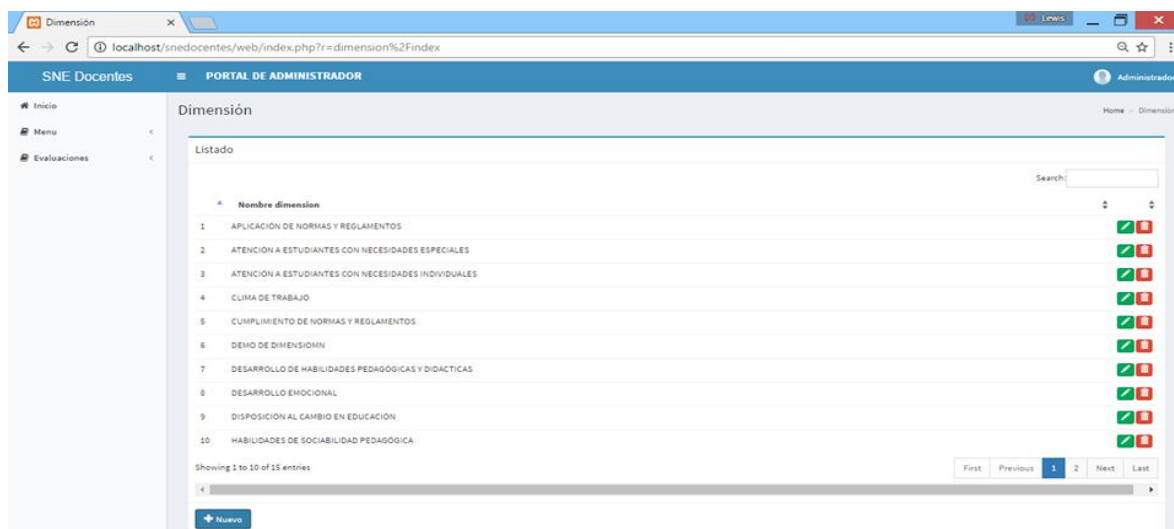 Dimensión
Lewis
localhost/snedocentes/web/index.php?r=dimension%2Findex
SNE Docentes PORTAL DE ADMINISTRADOR Administrador
Inicio
Menu
Evaluaciones
Dimensión Home > Dimensión
Listado
Search:
Nombre dimension
1 APLICACIÓN DE NORMAS Y REGLAMENTOS
2 ATENCIÓN A ESTUDIANTES CON NECESIDADES ESPECIALES
3 ATENCIÓN A ESTUDIANTES CON NECESIDADES INDIVIDUALES
4 CLIMA DE TRABAJO
5 CUMPLIMIENTO DE NORMAS Y REGLAMENTOS
6 DEMO DE DIMENSIOMN
7 DESARROLLO DE HABILIDADES PEDAGÓGICAS Y DIDÁCTICAS
8 DESARROLLO EMOCIONAL
9 DISPOSICIÓN AL CAMBIO EN EDUCACIÓN
10 HABILIDADES DE SOCIABILIDAD PEDAGÓGICA
Showing 1 to 10 of 15 entries First Previous 1 2 Next Last
Nuevo